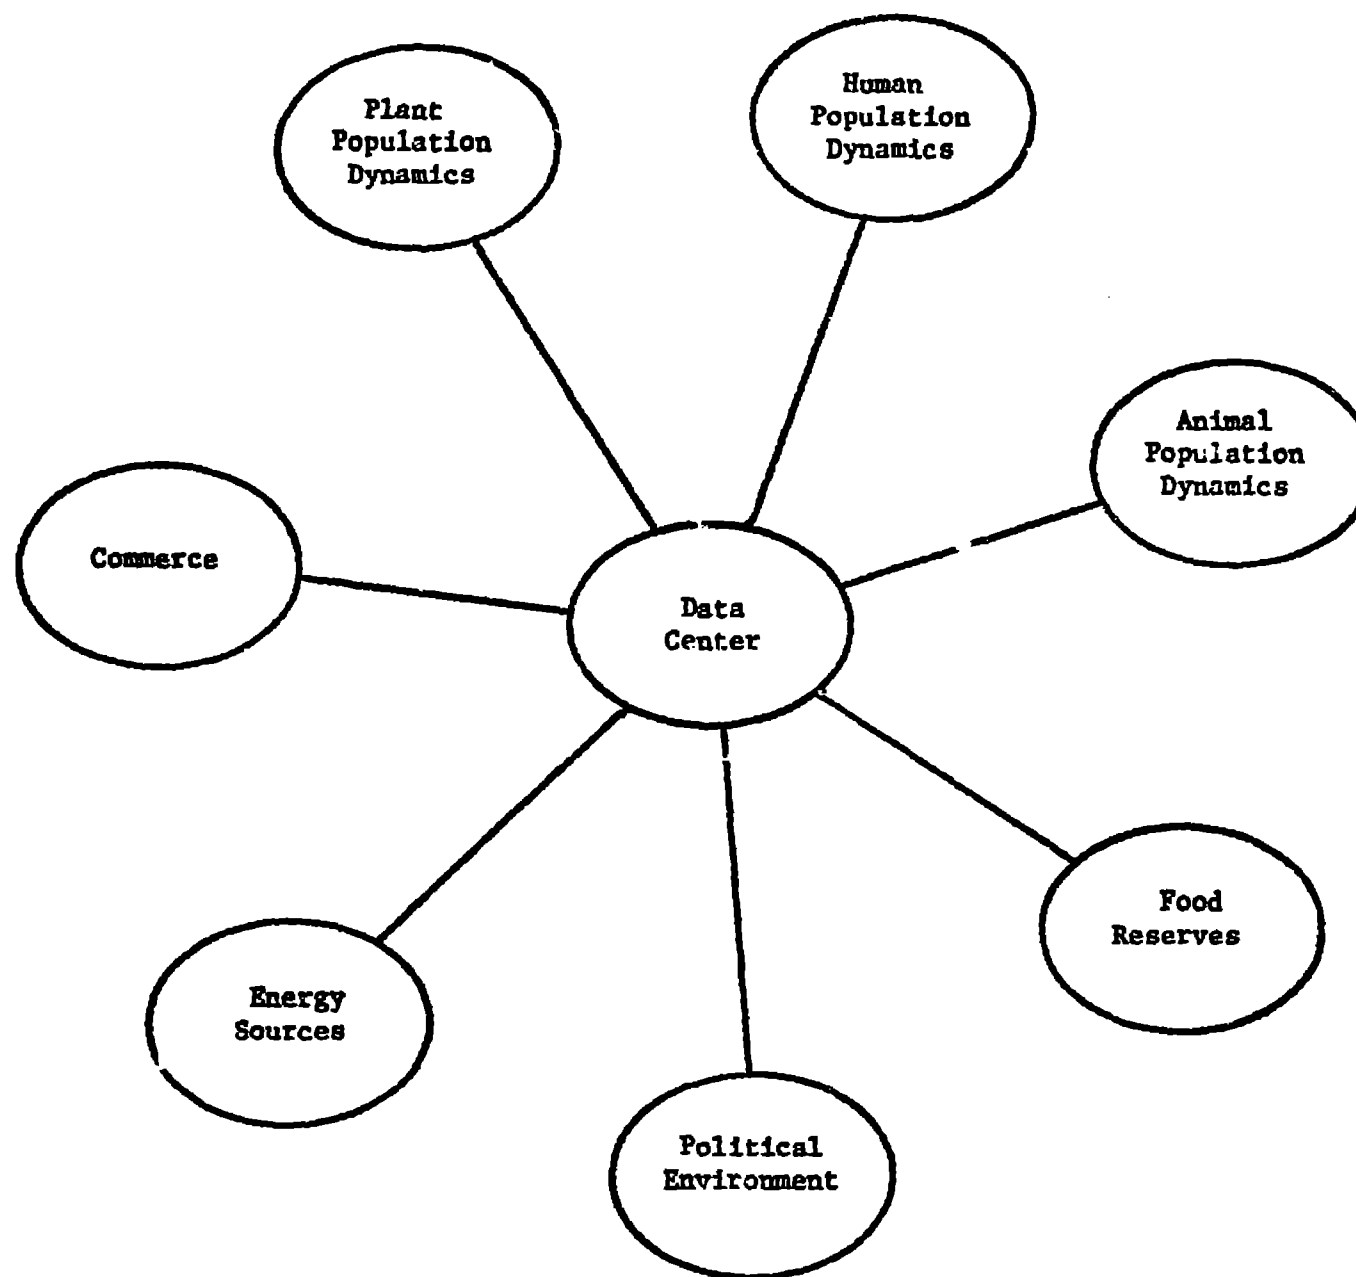 Plant
Population
Dynamics
Human
Population
Dynamics
Animal
Population
Dynamics
Commerce
Data
Center
Food
Reserves
Energy
Sources
Political
Environment